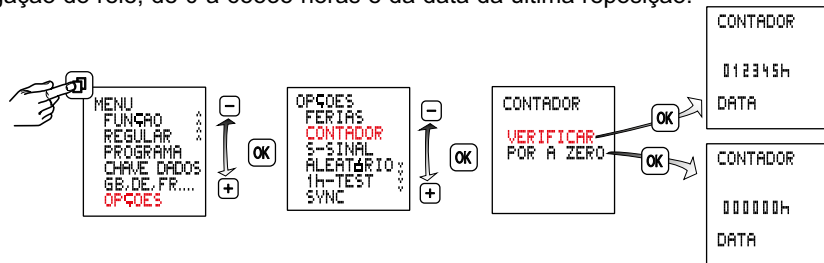 gação do relé, de 0 a 65535 horas e da data da última reposição.
MENU
FUNÇAO
REGULAR
PROGRAMA
CHAVE DADOS
GB,DE,FR....
OPÇOES
OK
OPÇOES
FERIAS
CONTADOR
S-SINAL
ALEATÓRIO
1h-TEST
SYNC
OK
CONTADOR
VERIFICAR
POR A ZERO
OK
OK
CONTADOR
012345h
DATA
CONTADOR
000000h
DATA